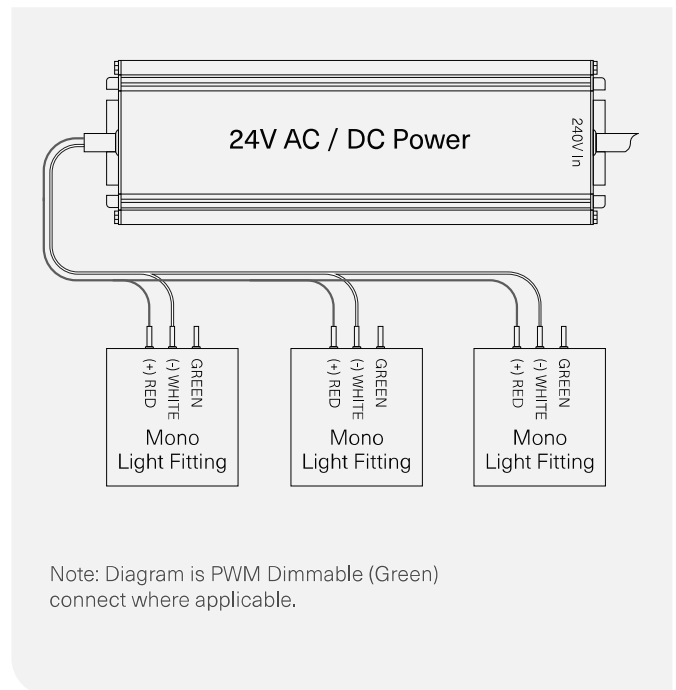 24V AC / DC Power
240V In
(+) RED
(-) WHITE
GREEN
Mono
Light Fitting
(+) RED
(-) WHITE
GREEN
Mono
Light Fitting
(+) RED
(-) WHITE
GREEN
Mono
Light Fitting
Note: Diagram is PWM Dimmable (Green)
connect where applicable.